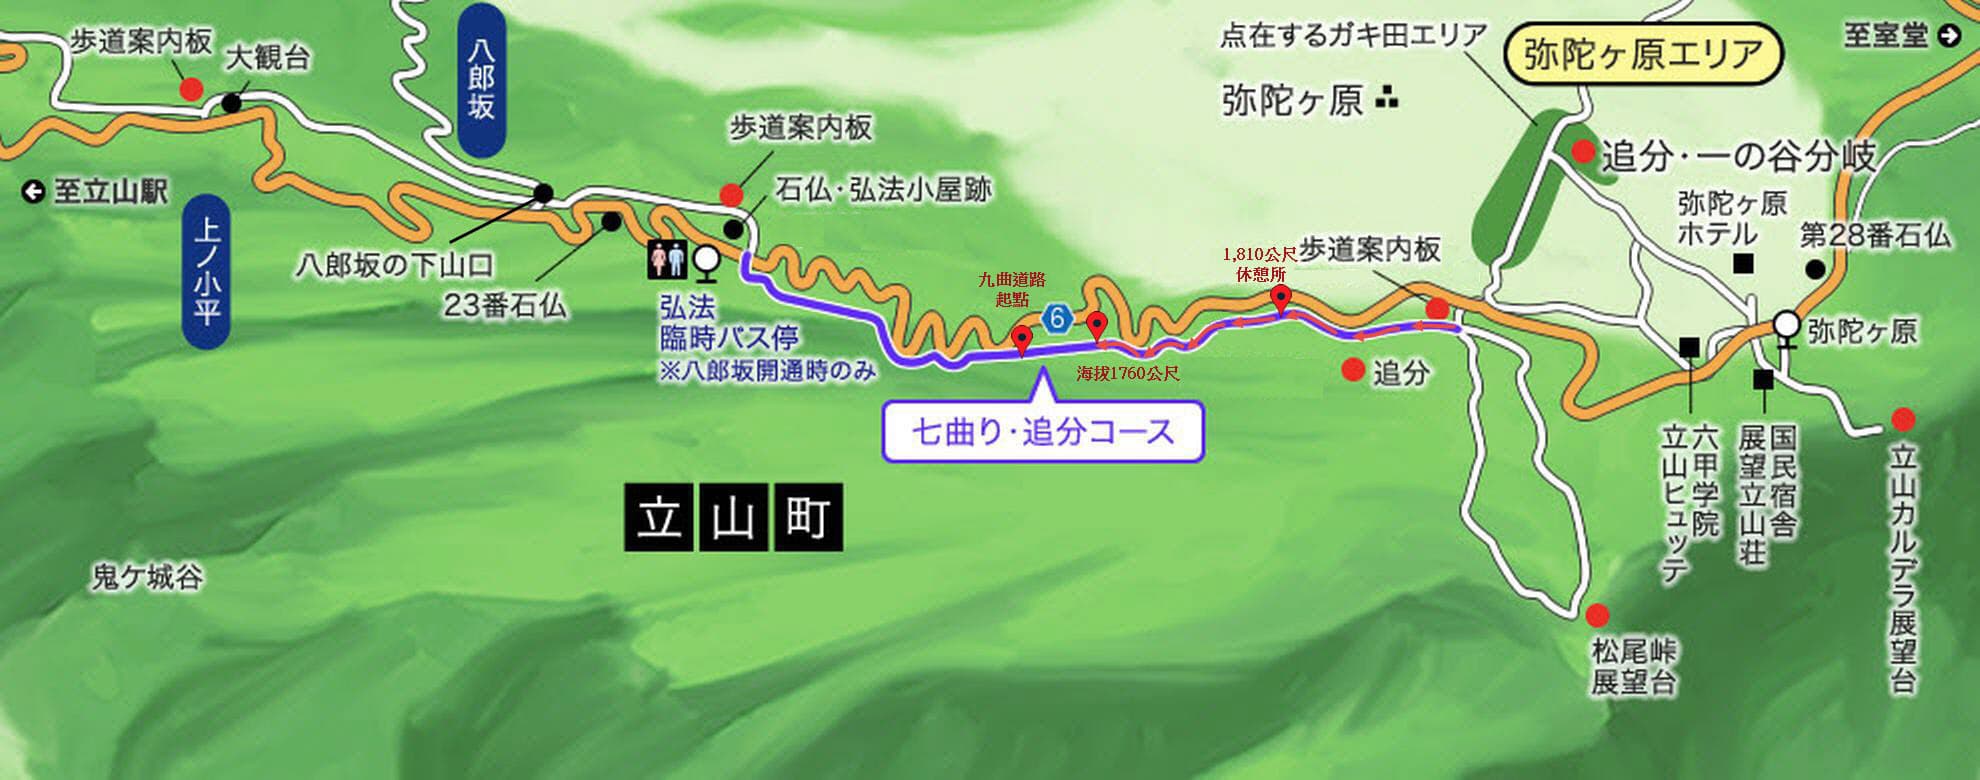 歩道案内板
大観台
八郎坂
点在するガキ田エリア
弥陀ヶ原エリア
至室堂
弥陀ヶ原
歩道案内板
追分・一の谷分岐
至立山駅
石仏・弘法小屋跡
弥陀ヶ原
ホテル
第28番石仏
上ノ小平
八郎坂の下山口
23番石仏
1,810公尺
休憩所
歩道案内板
九曲道路
起點
6
弘法
臨時バス停
※八郎坂開通時のみ
弥陀ヶ原
海拔1760公尺
追分
七曲り・追分コース
六甲学院
立山ヒュッテ
国民宿舎
展望立山荘
立山カルデラ展望台
立山町
鬼ケ城谷
松尾峠
展望台